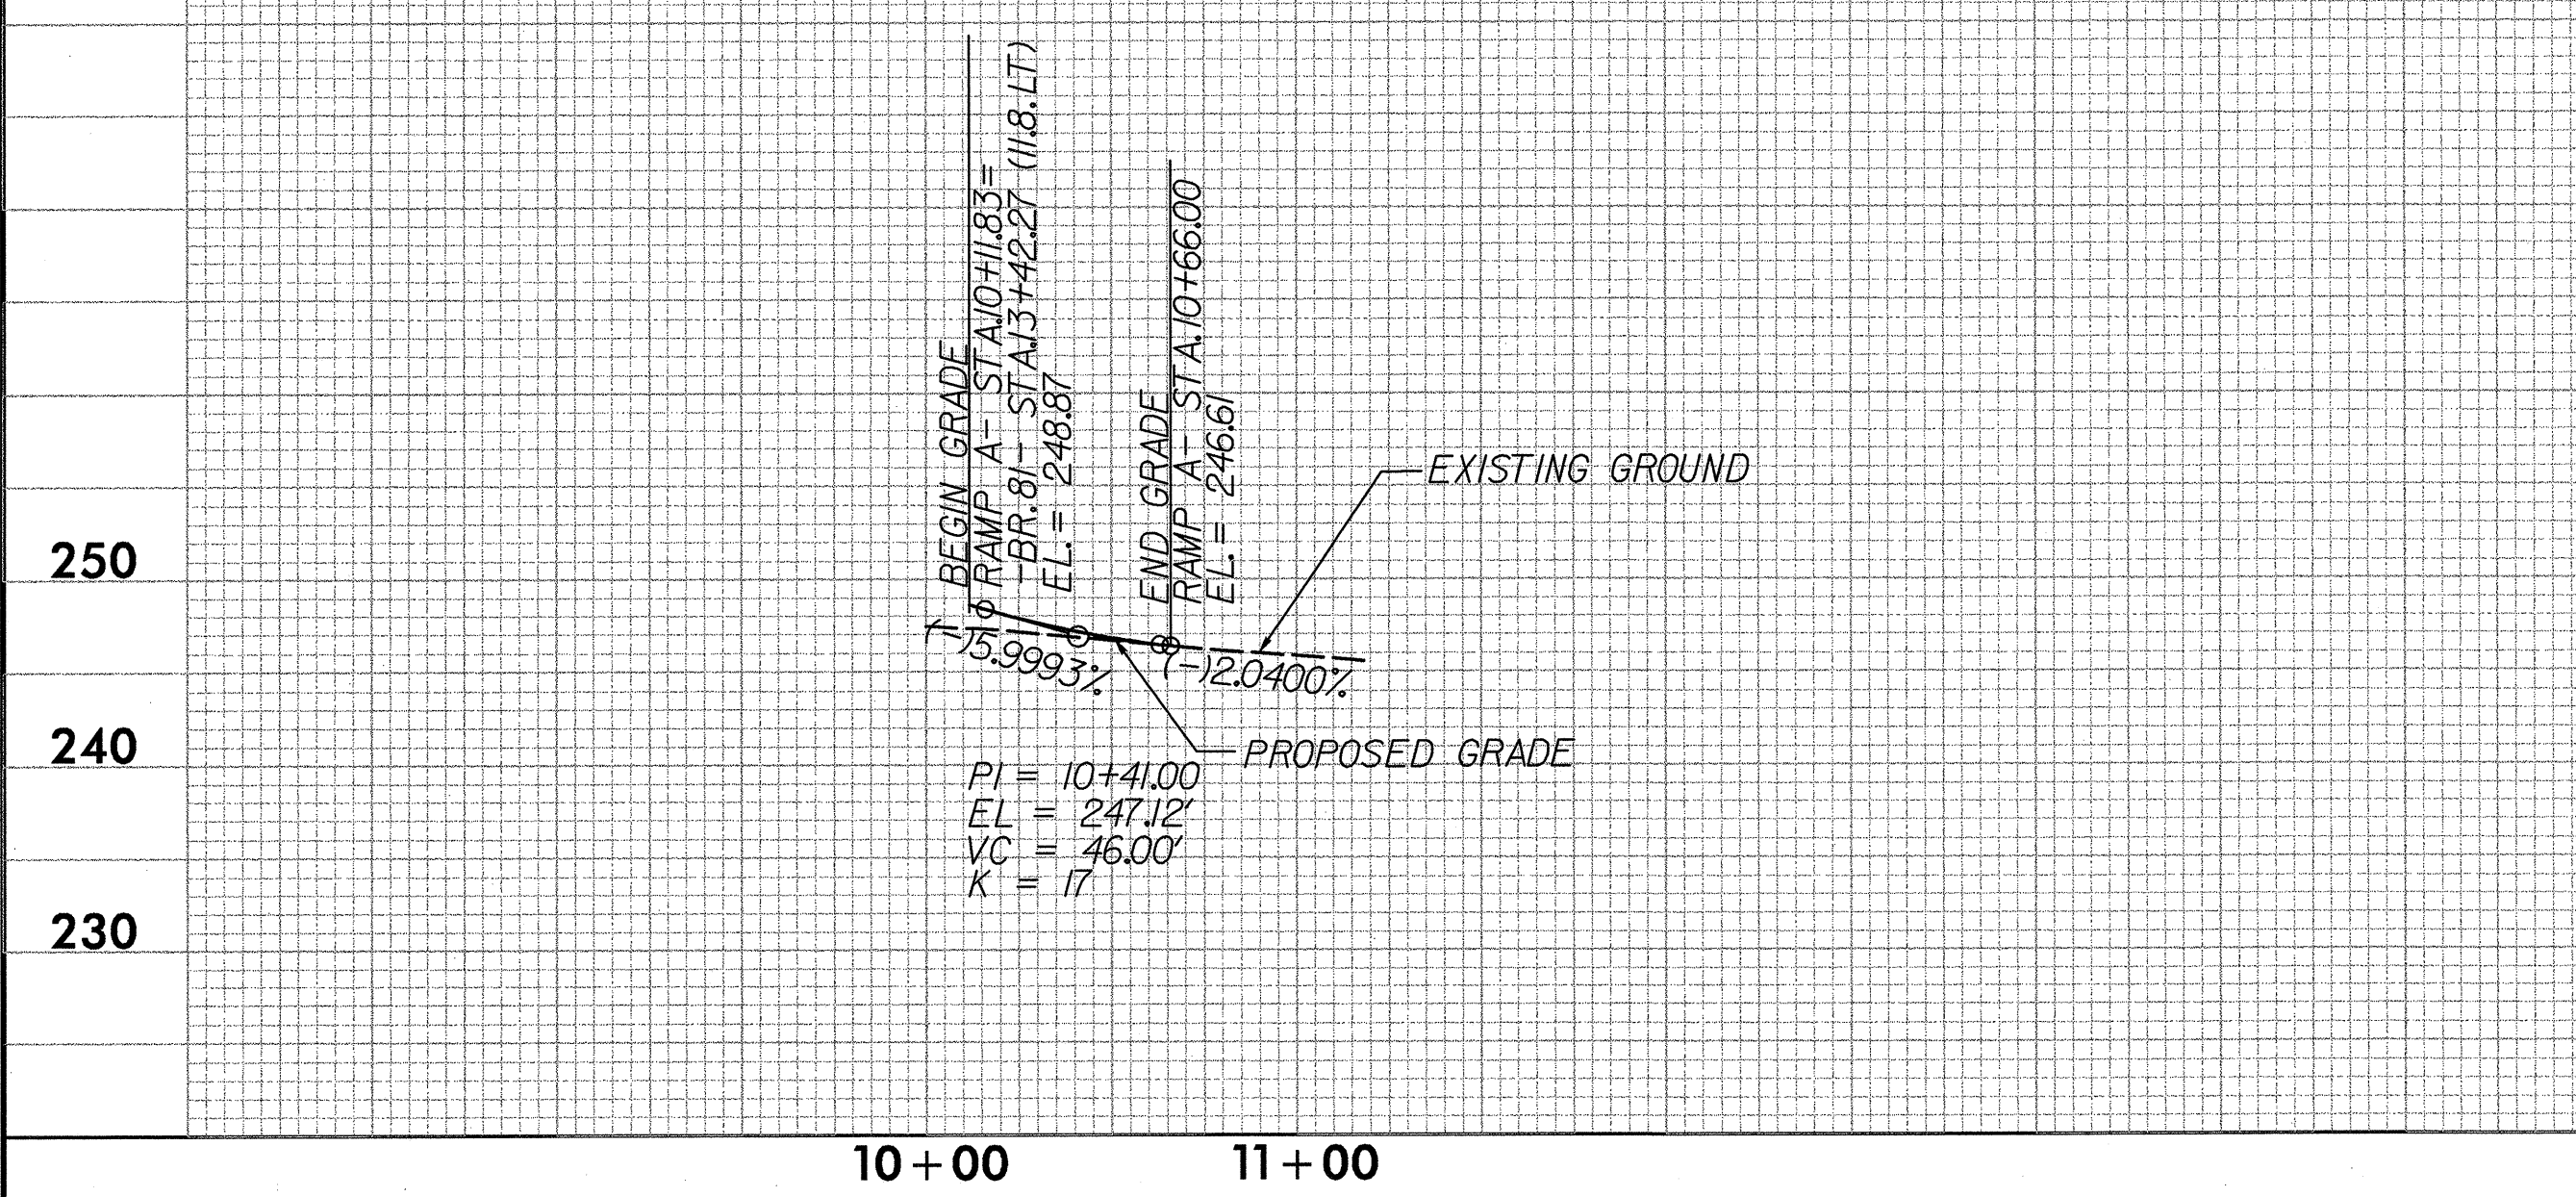 BEGIN GRADE
RAMP A- STA.10+11.83=
-BR.81- STA.13+42.27 (11.8.LT)
EL.= 248.87
END GRADE
RAMP A- STA.10+66.00
EL.= 246.61
EXISTING GROUND
250
(-)5.9993%
(-)2.0400%
240
PROPOSED GRADE
PI = 10+41.00
EL = 247.12'
VC = 46.00'
K = 17
230
10+00
11+00